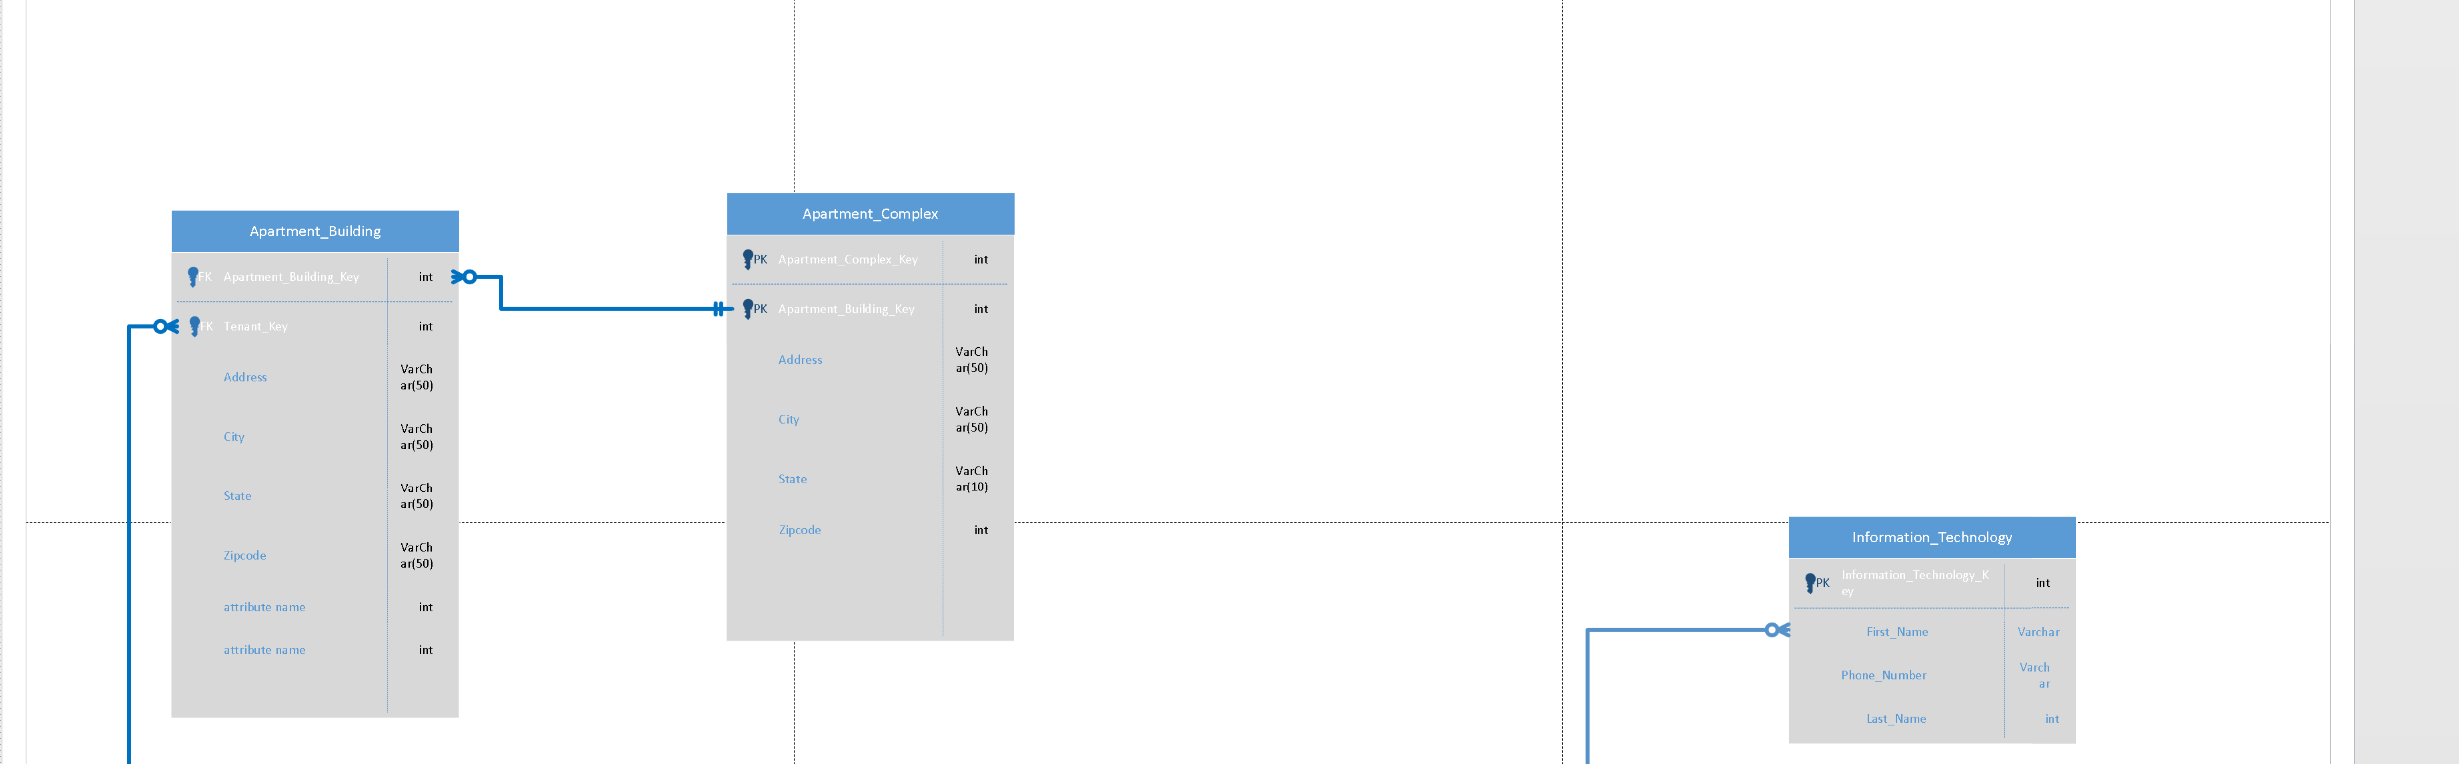 Apartment_Building
FK Apartment_Building_Key int
FK Tenant_Key int
Address VarCh
ar(50)
City VarCh
ar(50)
State VarCh
ar(50)
Zipcode VarCh
ar(50)
attribute name int
attribute name int
Apartment_Complex
PK Apartment_Complex_Key int
PK Apartment_Building_Key int
Address VarCh
ar(50)
City VarCh
ar(50)
State VarCh
ar(10)
Zipcode int
Information_Technology
PK Information_Technology_K
ey int
First_Name Varchar
Phone_Number Varch
ar
Last_Name int